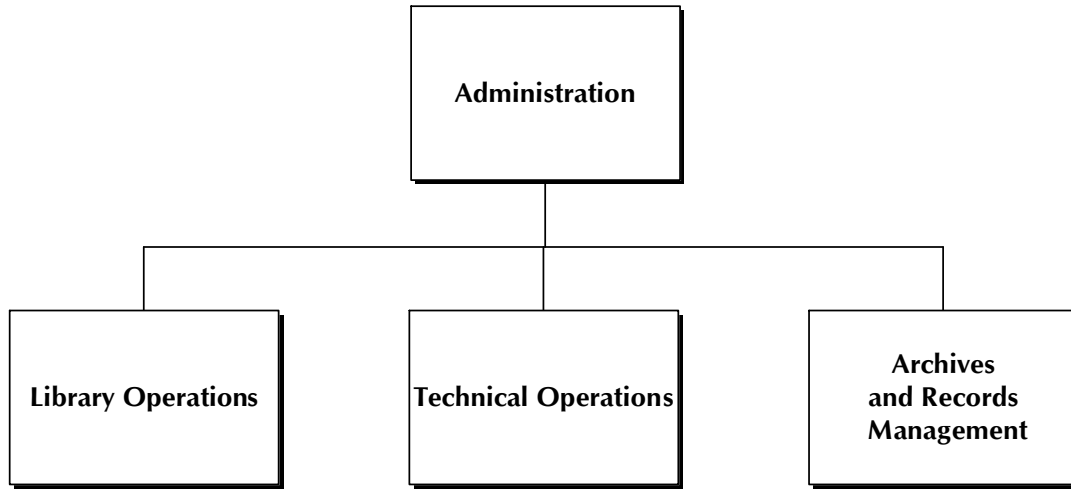 Administration
Library Operations
Technical Operations
Archives
and Records
Management